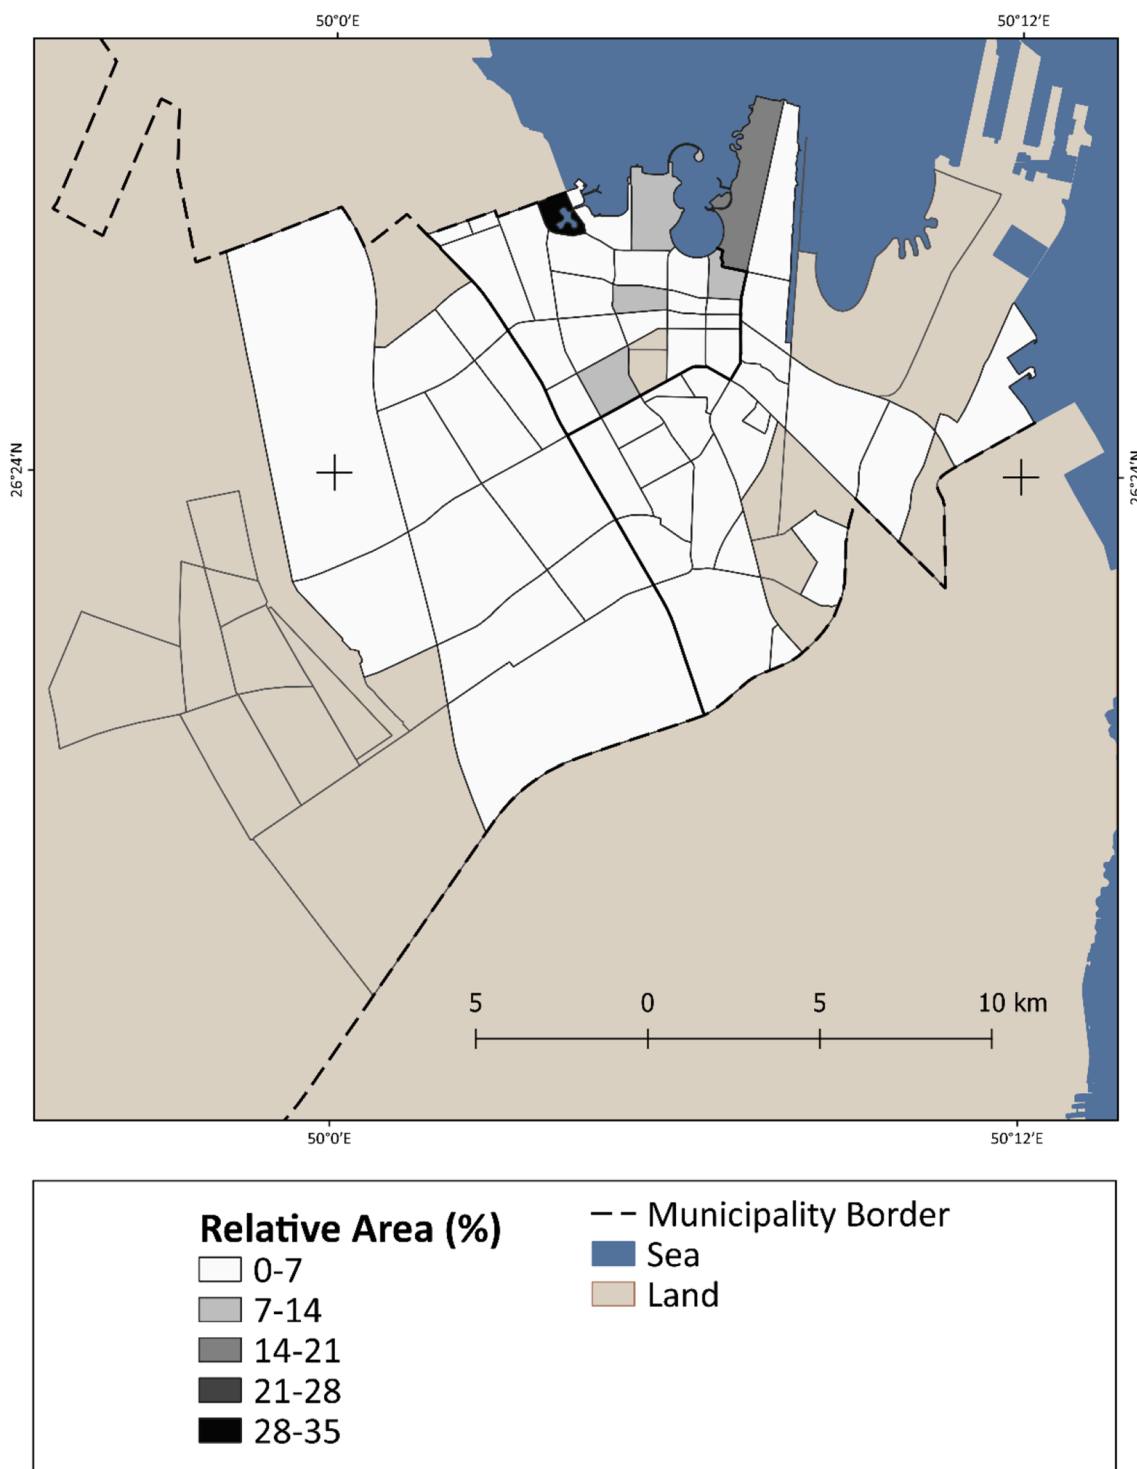 50°0′E 50°12′E
26°24′N
26°24′N
5 0 5 10 km
50°0′E 50°12′E
Relative Area (%)
0-7
7-14
14-21
21-28
28-35
Municipality Border
Sea
Land